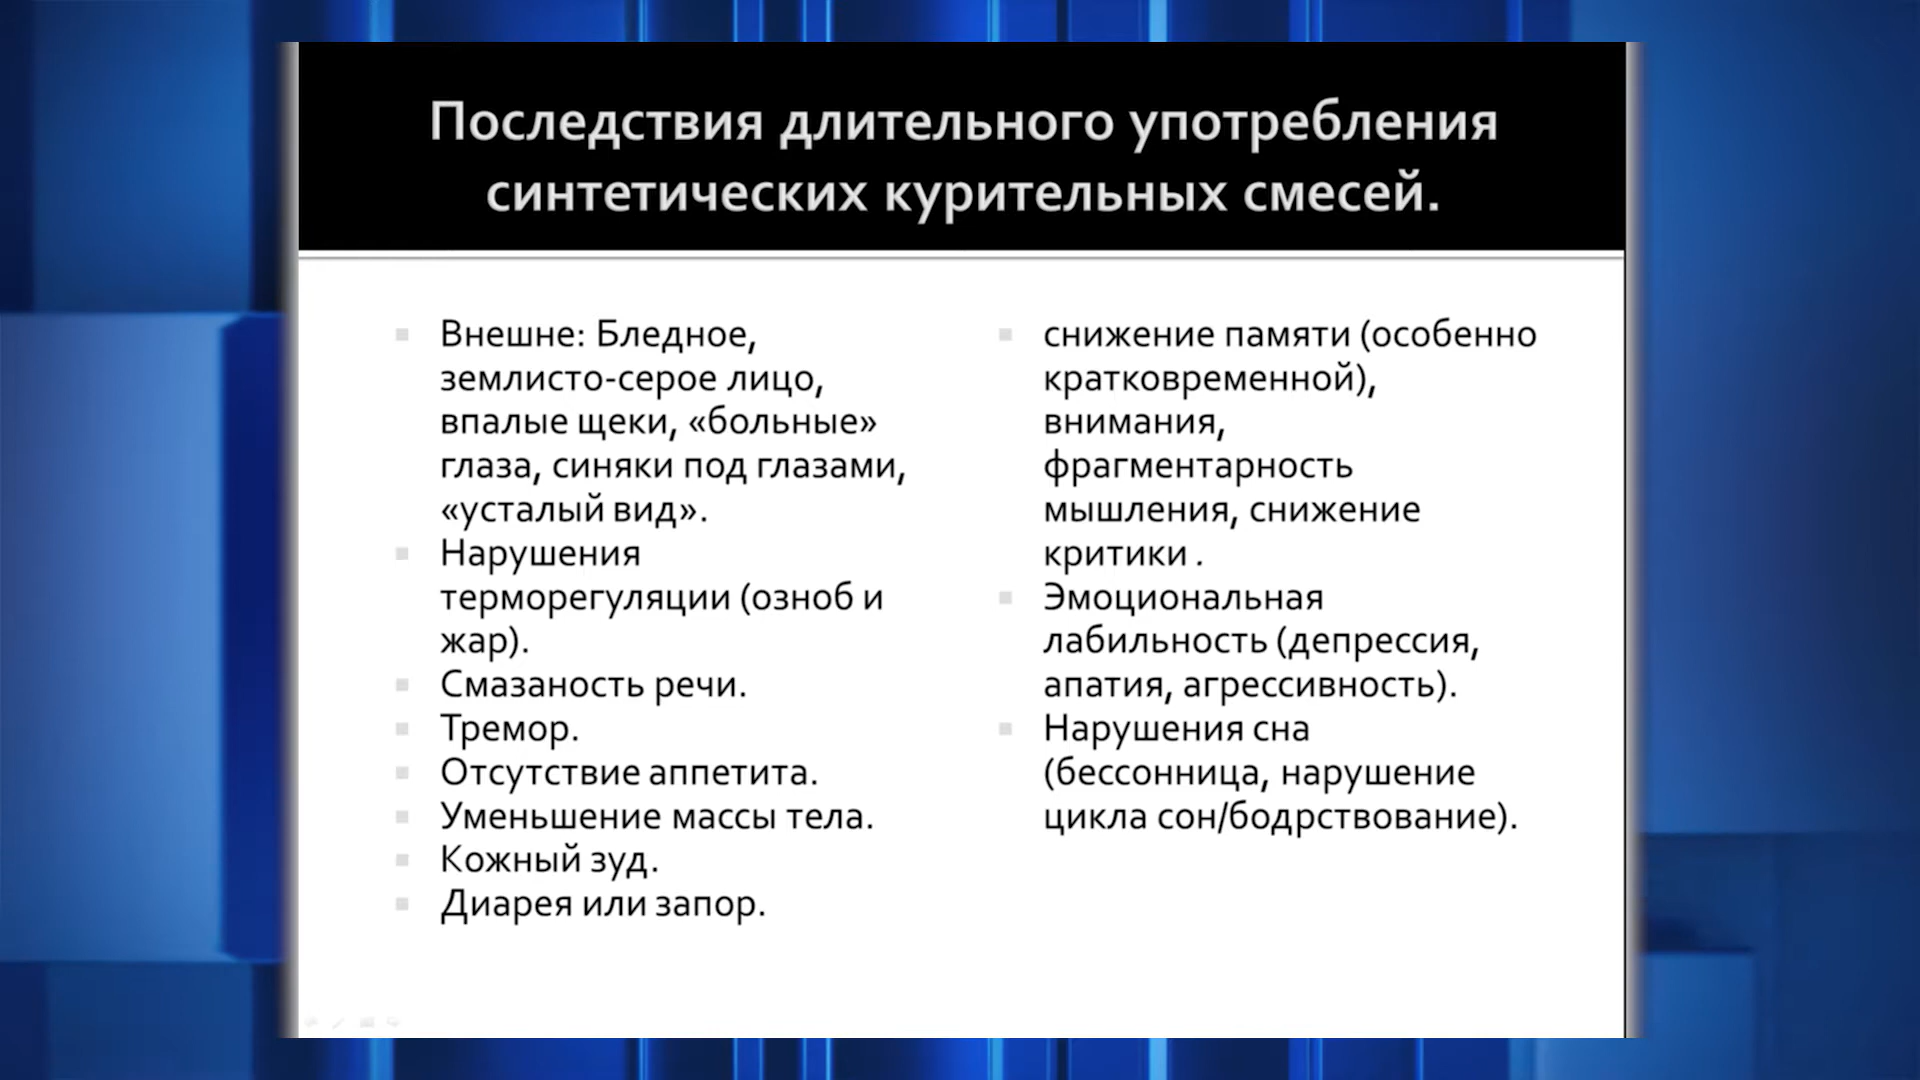 Последствия длительного употребления
синтетических курительных смесей.
Внешне: Бледное,
землисто-серое лицо,
впалые щеки, «больные»
глаза, синяки под глазами,
«усталый вид».
Нарушения
терморегуляции (озноб и
жар).
Смазаность речи.
Тремор.
Отсутствие аппетита.
Уменьшение массы тела.
Кожный зуд.
Диарея или запор.
снижение памяти (особенно
кратковременной),
внимания,
фрагментарность
мышления, снижение
критики .
Эмоциональная
лабильность (депрессия,
апатия, агрессивность).
Нарушения сна
(бессонница, нарушение
цикла сон/бодрствование).